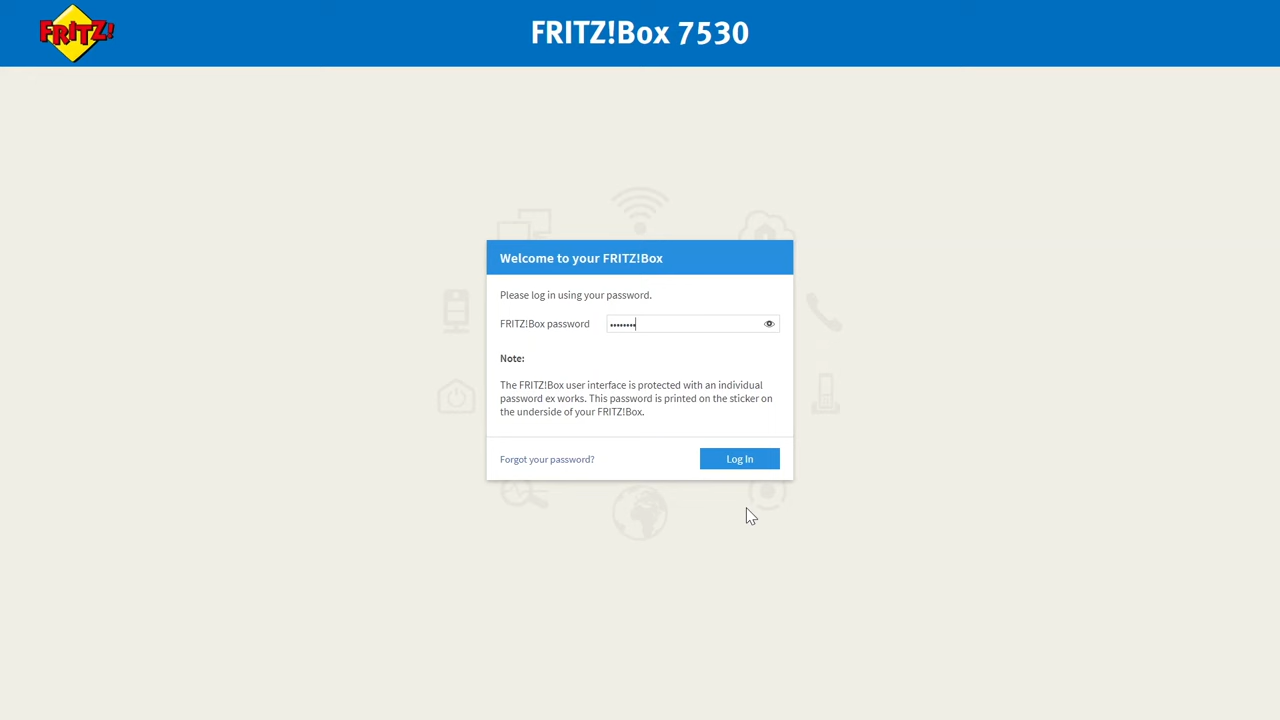 FRITZ!
FRITZ!Box 7530
Welcome to your FRITZ!Box
Please log in using your password.
FRITZ!Box password ••••••••
Note:
The FRITZ!Box user interface is protected with an individual
password ex works. This password is printed on the sticker on
the underside of your FRITZ!Box.
Forgot your password?
Log In